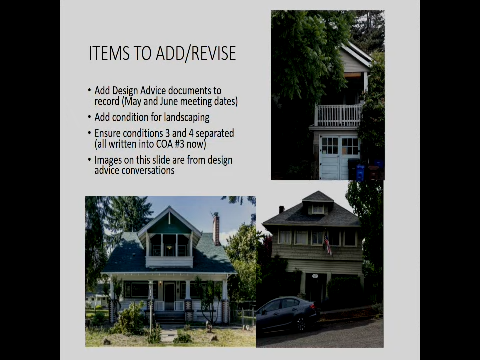 ITEMS TO ADD/REVISE
• Add Design Advice documents to
record (May and June meeting dates)
• Add condition for landscaping
• Ensure conditions 3 and 4 separated
(all written into COA #3 now)
• Images on this slide are from design
advice conversations